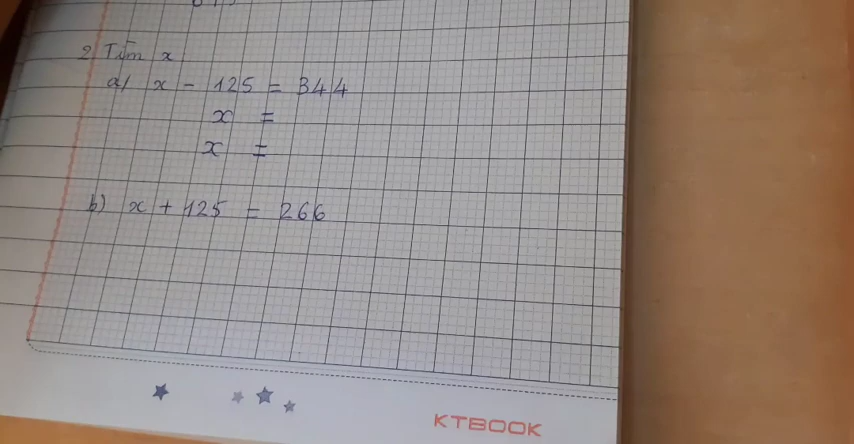 2 Tìm x
a) x - 125 = 344
x =
x =
b) x + 125 = 266
KTBOOK